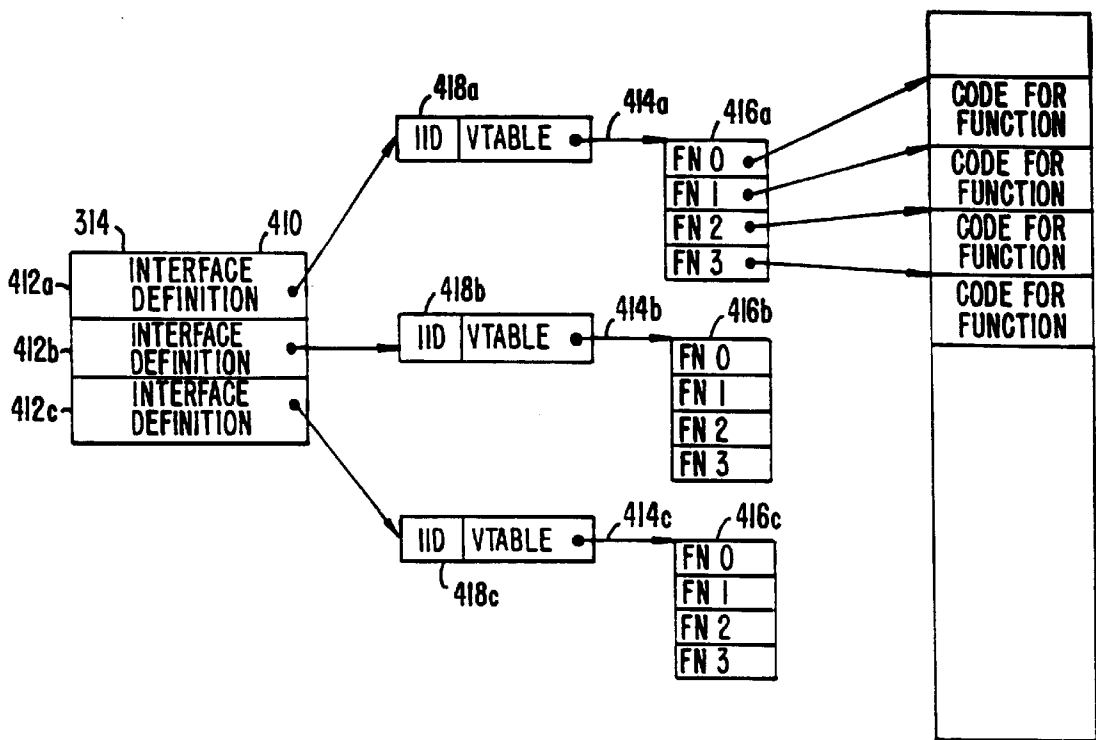 418a
414a
416a
IID VTABLE
FN 0
FN 1
FN 2
FN 3
CODE FOR
FUNCTION
CODE FOR
FUNCTION
CODE FOR
FUNCTION
CODE FOR
FUNCTION
314
410
412a
INTERFACE
DEFINITION
412b
INTERFACE
DEFINITION
412c
INTERFACE
DEFINITION
418b
414b
416b
IID VTABLE
FN 0
FN 1
FN 2
FN 3
414c
416c
IID VTABLE
418c
FN 0
FN 1
FN 2
FN 3